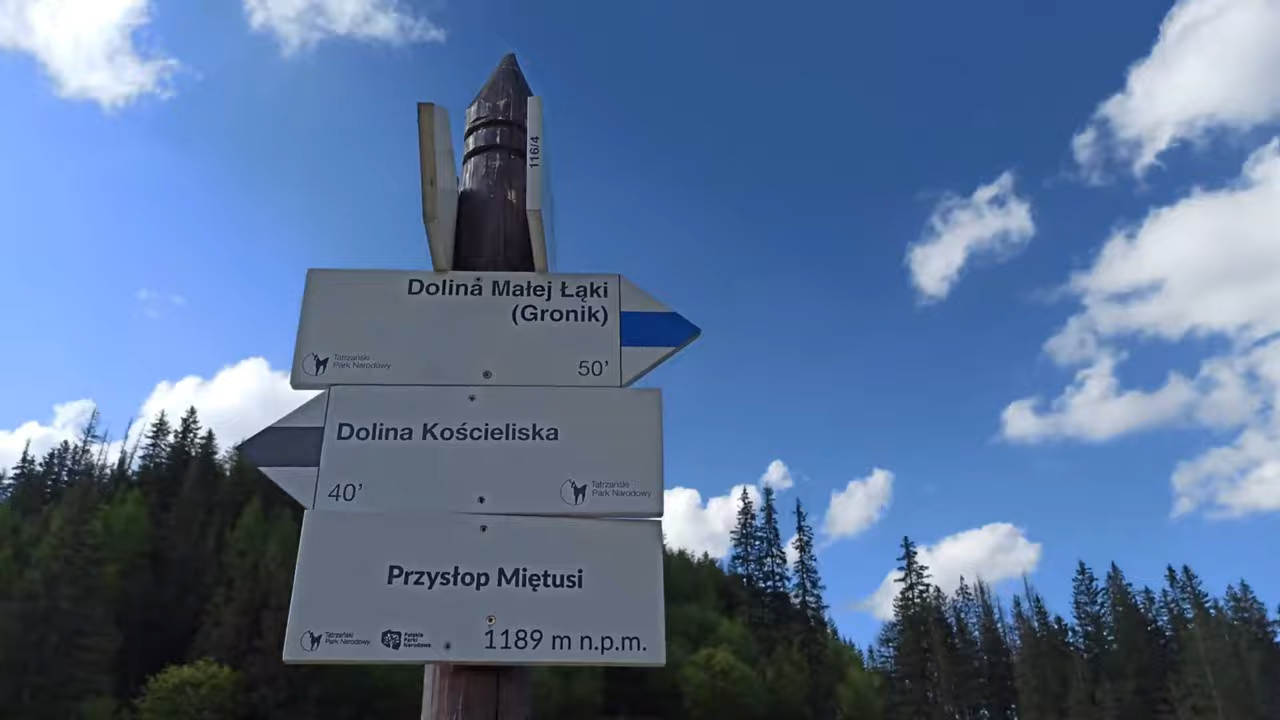 116/4
Dolina Małej Łąki
(Gronik)
Tatrzański
Park Narodowy
50’
Dolina Kościeliska
40’
Tatrzański
Park Narodowy
Przysłop Miętusi
Tatrzański
Park Narodowy
Polskie
Parki
Narodowe
1189 m n.p.m.